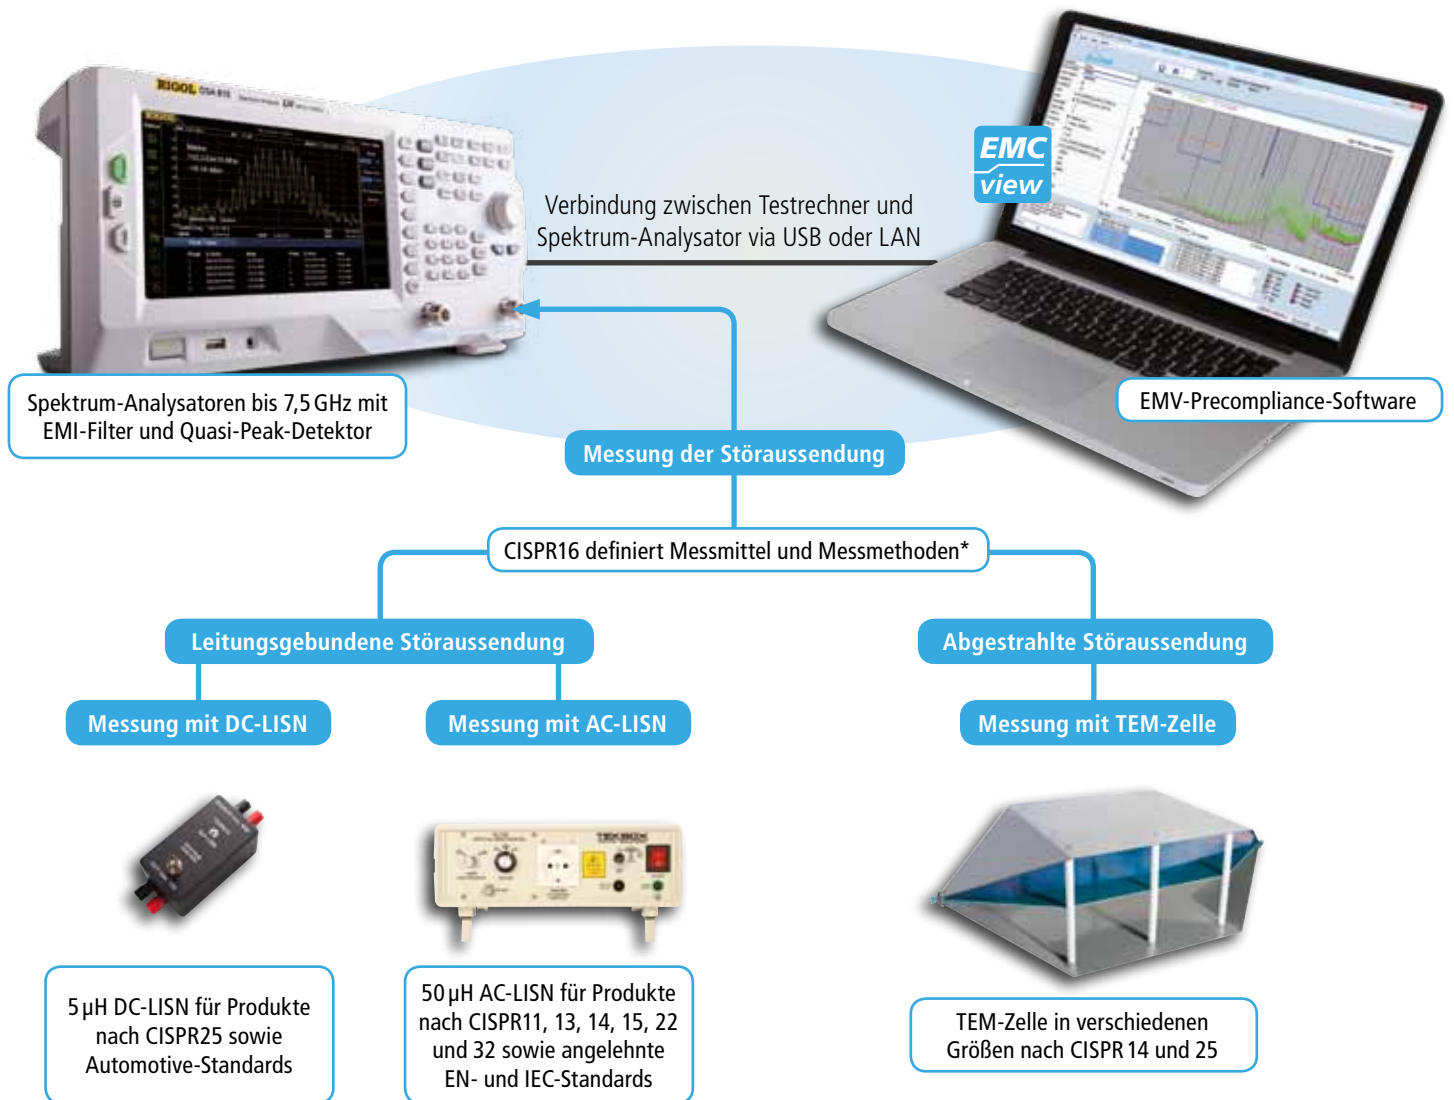 RIGOL DSA 815
EMC
view
Verbindung zwischen Testrechner und
Spektrum-Analysator via USB oder LAN
Spektrum-Analysatoren bis 7,5 GHz mit
EMI-Filter und Quasi-Peak-Detektor
EMV-Precompliance-Software
Messung der Störaussendung
CISPR16 definiert Messmittel und Messmethoden*
Leitungsgebundene Störaussendung
Abgestrahlte Störaussendung
Messung mit DC-LISN
Messung mit AC-LISN
Messung mit TEM-Zelle
TEKBOX
5 µH DC-LISN für Produkte
nach CISPR25 sowie
Automotive-Standards
50 µH AC-LISN für Produkte
nach CISPR11, 13, 14, 15, 22
und 32 sowie angelehnte
EN- und IEC-Standards
TEM-Zelle in verschiedenen
Größen nach CISPR 14 und 25